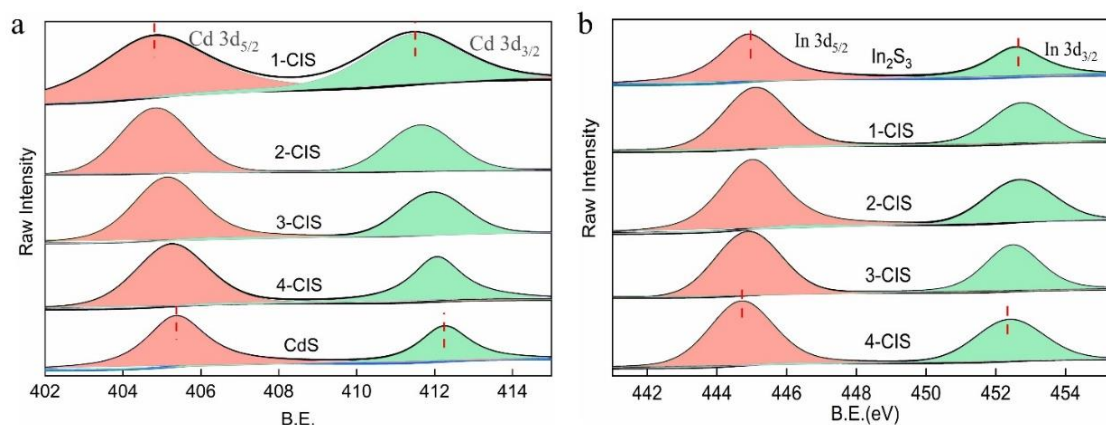 a
Cd 3d5/2
Cd 3d3/2
1-CIS
2-CIS
3-CIS
4-CIS
CdS
Raw Intensity
402 404 406 408 410 412 414
B.E.
b
In 3d5/2
In 3d3/2
In2S3
1-CIS
2-CIS
3-CIS
4-CIS
Raw Intensity
442 444 446 448 450 452 454
B.E.(eV)